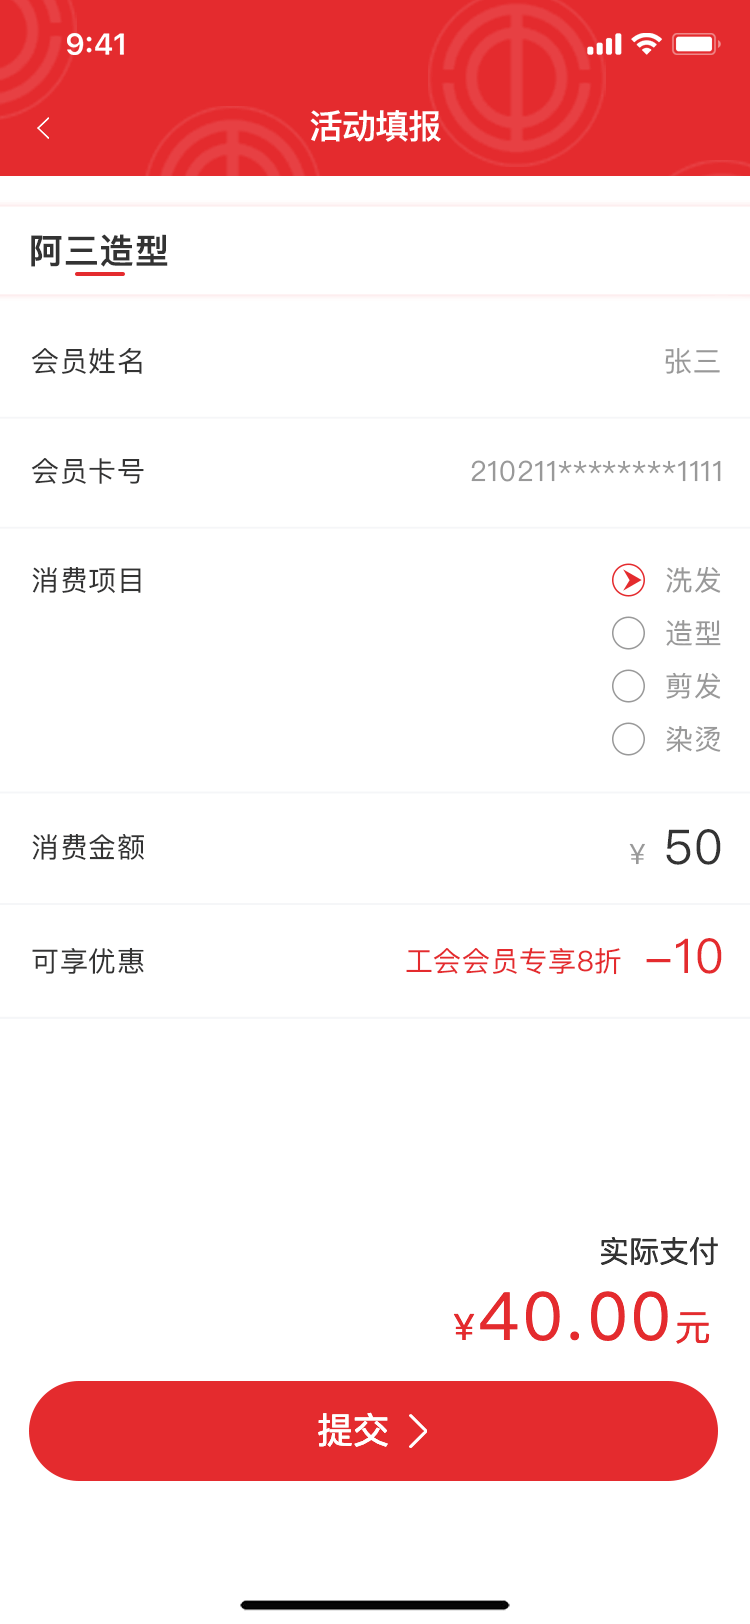 9:41
活动填报
阿三造型
会员姓名 张三
会员卡号 210211********1111
消费项目 洗发
造型
剪发
染烫
消费金额 ¥ 50
可享优惠 工会会员专享8折 –10
实际支付
¥40.00元
提交